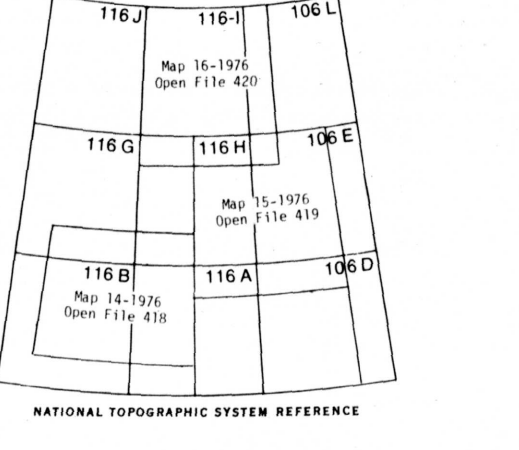 116 J 116-I 106 L
Map 16-1976
Open File 420
116 G 116 H 106 E
Map 15-1976
Open File 419
116 B 116 A 106 D
Map 14-1976
Open File 418
NATIONAL TOPOGRAPHIC SYSTEM REFERENCE